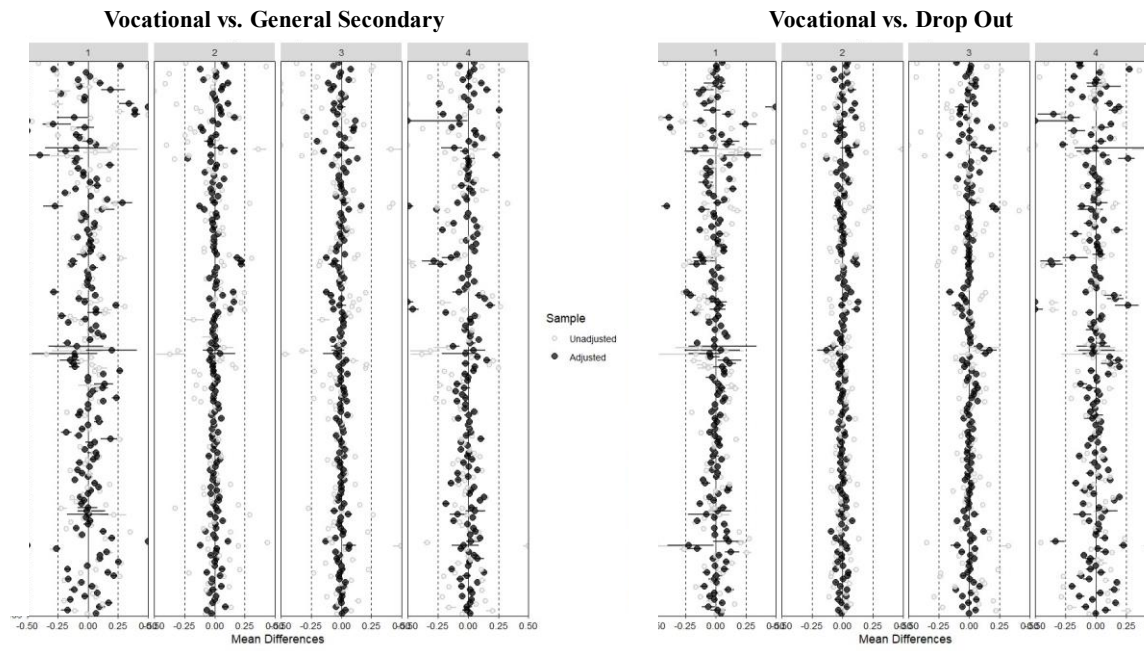 Vocational vs. General Secondary
1 2 3 4
-0.25 0.00 0.25 -0.25 0.00 0.25 -0.25 0.00 0.25 -0.25 0.00 0.25 0.50
Mean Differences
Sample
Unadjusted
Adjusted
Vocational vs. Drop Out
1 2 3 4
-0.25 0.00 0.25 -0.25 0.00 0.25 -0.25 0.00 0.25 -0.25 0.00 0.25 0.50
Mean Differences